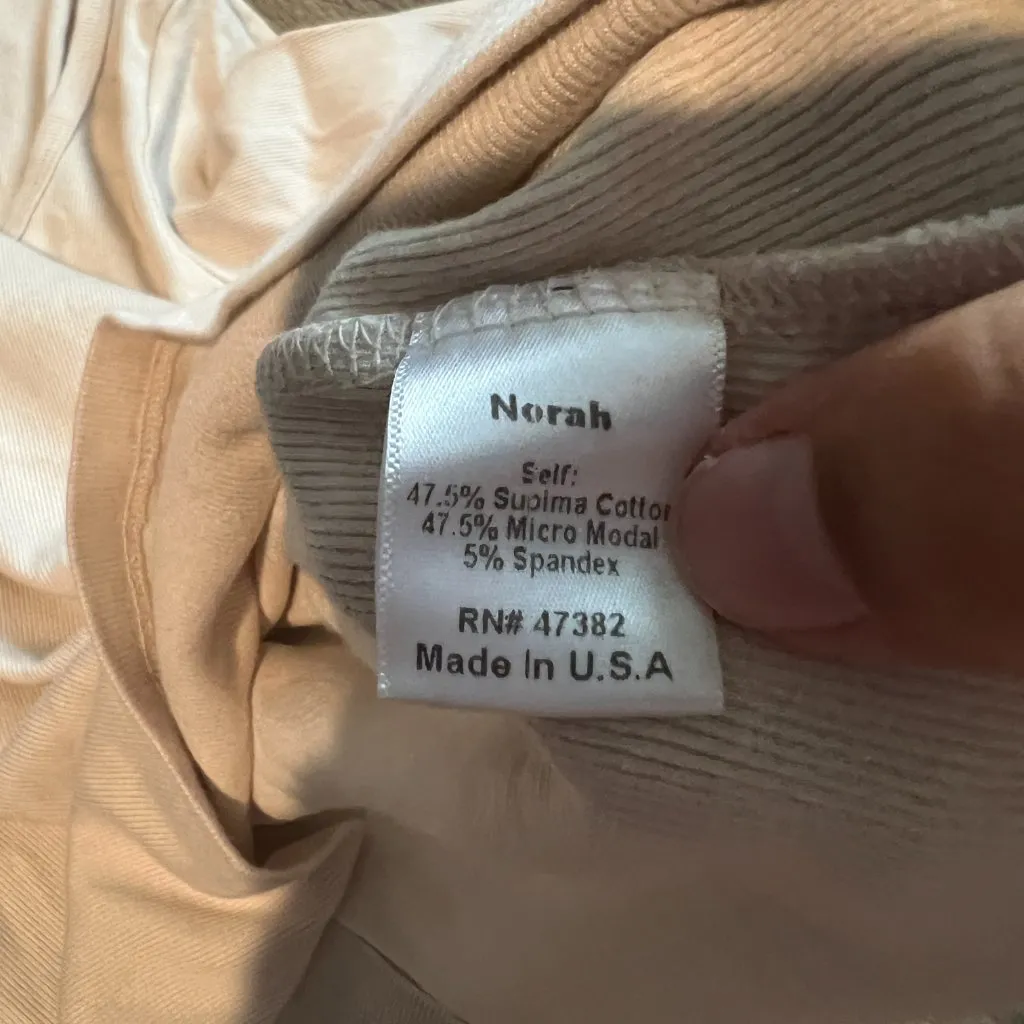 Norah
Self:
47.5% Supima Cotton
47.5% Micro Modal
5% Spandex
RN# 47382
Made In U.S.A